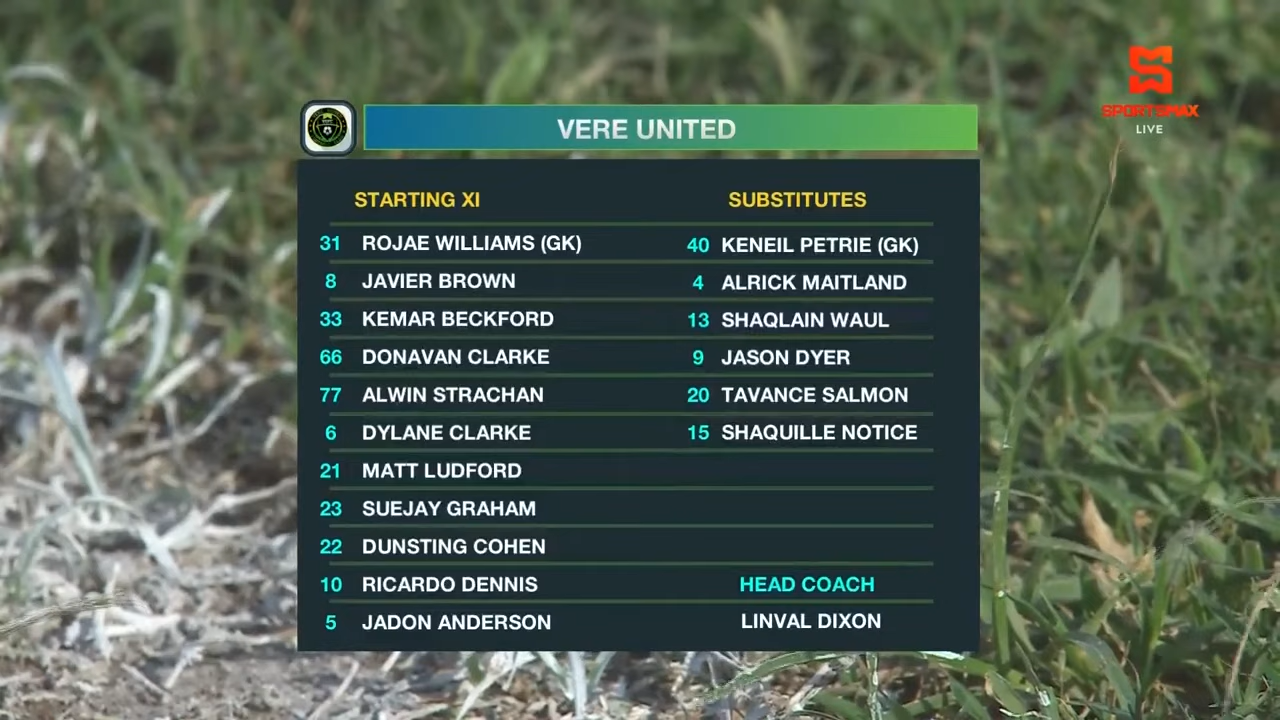 SPORTSMAX
LIVE
VERE UNITED
STARTING XI
31 ROJAE WILLIAMS (GK)
8 JAVIER BROWN
33 KEMAR BECKFORD
66 DONAVAN CLARKE
77 ALWIN STRACHAN
6 DYLANE CLARKE
21 MATT LUDFORD
23 SUEJAY GRAHAM
22 DUNSTING COHEN
10 RICARDO DENNIS
5 JADON ANDERSON
SUBSTITUTES
40 KENEIL PETRIE (GK)
4 ALRICK MAITLAND
13 SHAQLAIN WAUL
9 JASON DYER
20 TAVANCE SALMON
15 SHAQUILLE NOTICE
HEAD COACH
LINVAL DIXON